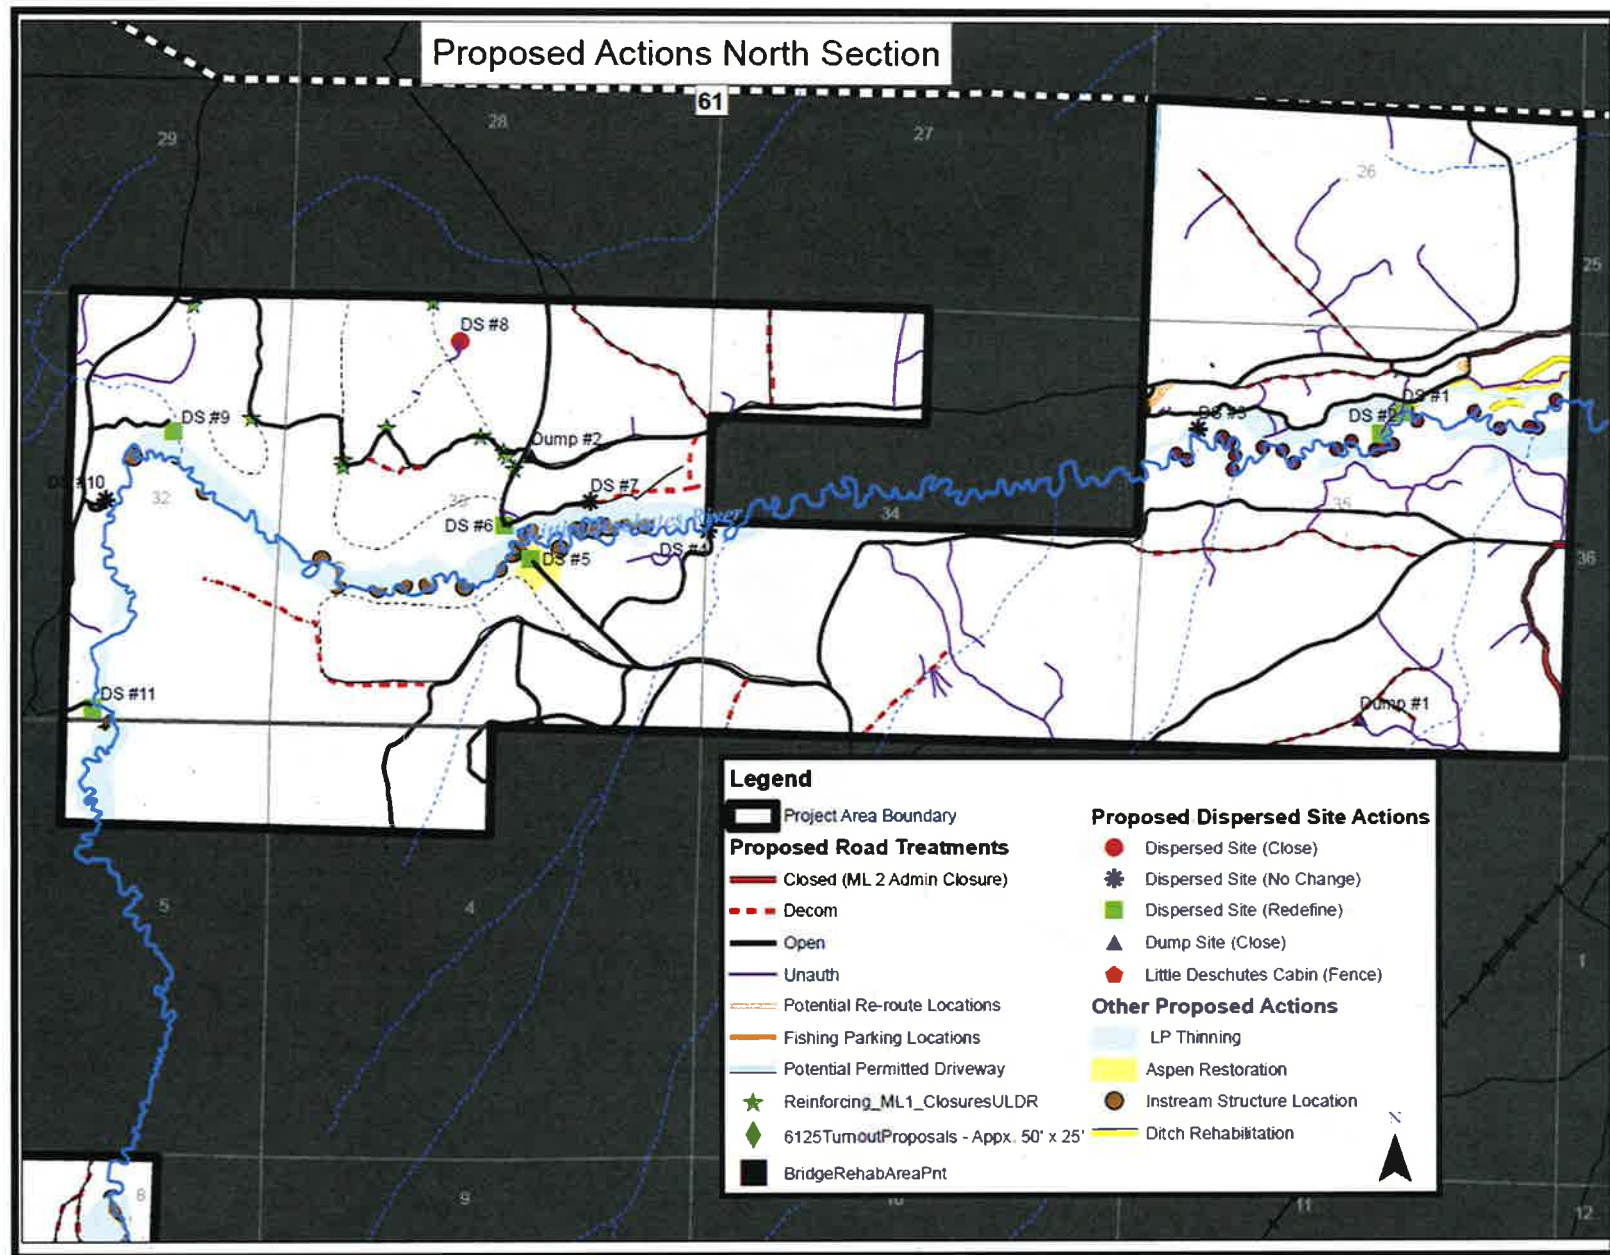 Proposed Actions North Section
61
29
28
27
26
25
DS #8
DS #9
DS #1
DS #2
DS #3
Dump #2
DS #7
#10
32
33
DS #6
River
34
35
DS #4
DS #5
36
DS #11
Dump #1
Legend
Project Area Boundary
Proposed Road Treatments
Closed (ML 2 Admin Closure)
Decom
Open
Unauth
Potential Re-route Locations
Fishing Parking Locations
Potential Permitted Driveway
Reinforcing_ML1_ClosuresULDR
6125TurnoutProposals - Appx. 50' x 25'
BridgeRehabAreaPnt
Proposed Dispersed Site Actions
Dispersed Site (Close)
Dispersed Site (No Change)
Dispersed Site (Redefine)
Dump Site (Close)
Little Deschutes Cabin (Fence)
Other Proposed Actions
LP Thinning
Aspen Restoration
Instream Structure Location
Ditch Rehabilitation
N
5
4
1
8
9
10
11
12